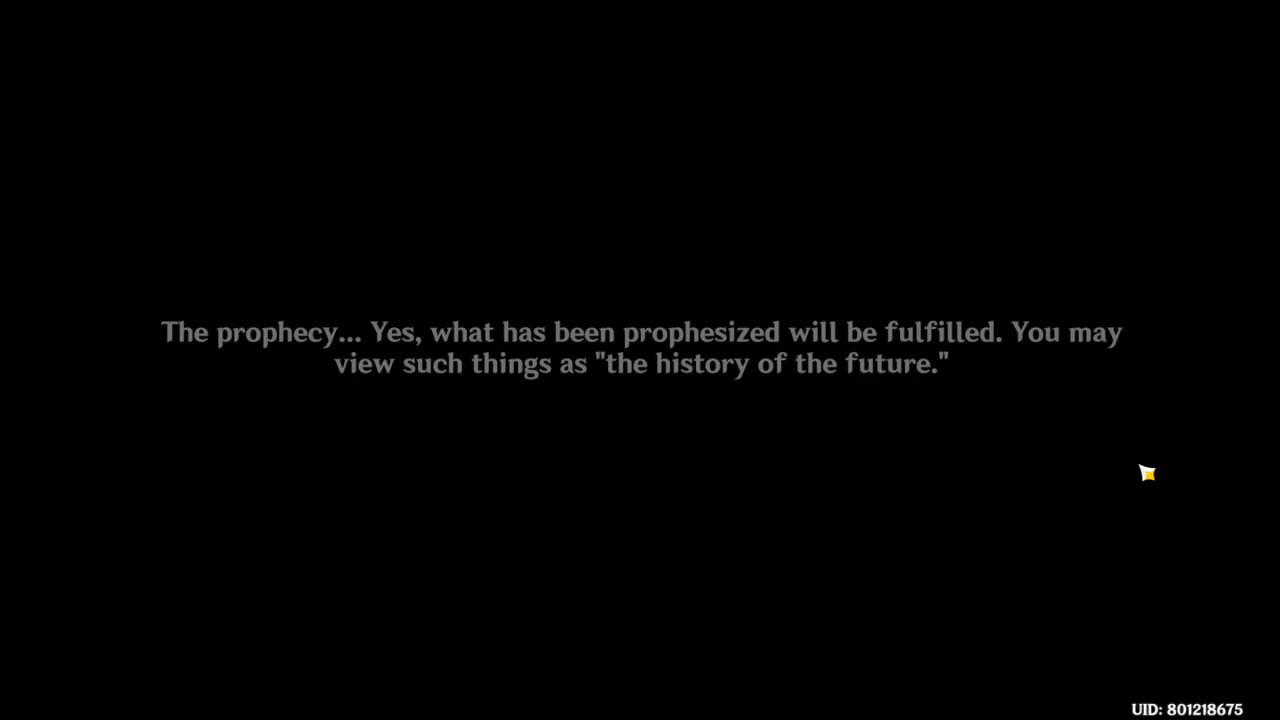 The prophecy... Yes, what has been prophesized will be fulfilled. You may
view such things as "the history of the future."
UID: 801218675